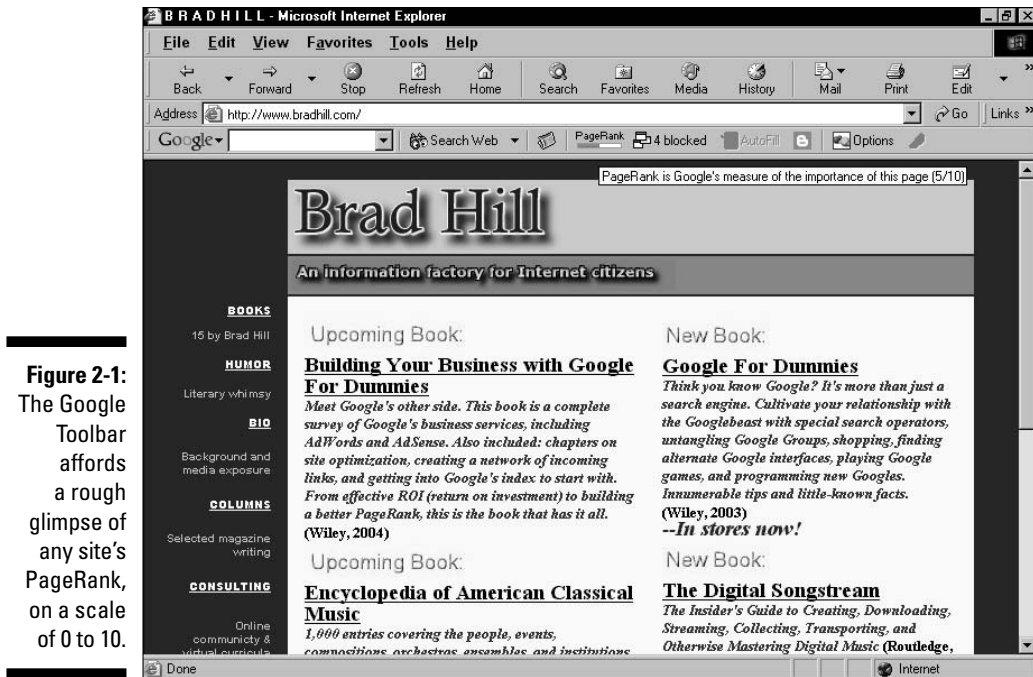 B R A D H I L L - Microsoft Internet Explorer
File Edit View Favorites Tools Help
Back Forward Stop Refresh Home Search Favorites Media History Mail Print Edit
Address http://www.bradhill.com/ Go Links »
Google Search Web PageRank 4 blocked AutoFill Options
PageRank is Google's measure of the importance of this page (5/10)
Brad Hill
An information factory for Internet citizens
BOOKS
15 by Brad Hill
HUMOR
Literary whimsy
BIO
Background and
media exposure
COLUMNS
Selected magazine
writing
CONSULTING
Online
communicty &
virtual curricula
Upcoming Book:
Building Your Business with Google
For Dummies
Meet Google's other side. This book is a complete
survey of Google's business services, including
AdWords and AdSense. Also included: chapters on
site optimization, creating a network of incoming
links, and getting into Google's index to start with.
From effective ROI (return on investment) to building
a better PageRank, this is the book that has it all.
(Wiley, 2004)
Upcoming Book:
Encyclopedia of American Classical
Music
1,000 entries covering the people, events,
compositions, orchestras, ensembles, and institutions
New Book:
Google For Dummies
Think you know Google? It's more than just a
search engine. Cultivate your relationship with
the Googlebeast with special search operators,
untangling Google Groups, shopping, finding
alternate Google interfaces, playing Google
games, and programming new Googles.
Innumerable tips and little-known facts.
(Wiley, 2003)
--In stores now!
New Book:
The Digital Songstream
The Insider's Guide to Creating, Downloading,
Streaming, Collecting, Transporting, and
Otherwise Mastering Digital Music (Routledge,
Done Internet
Figure 2-1:
The Google
Toolbar
affords
a rough
glimpse of
any site's
PageRank,
on a scale
of 0 to 10.